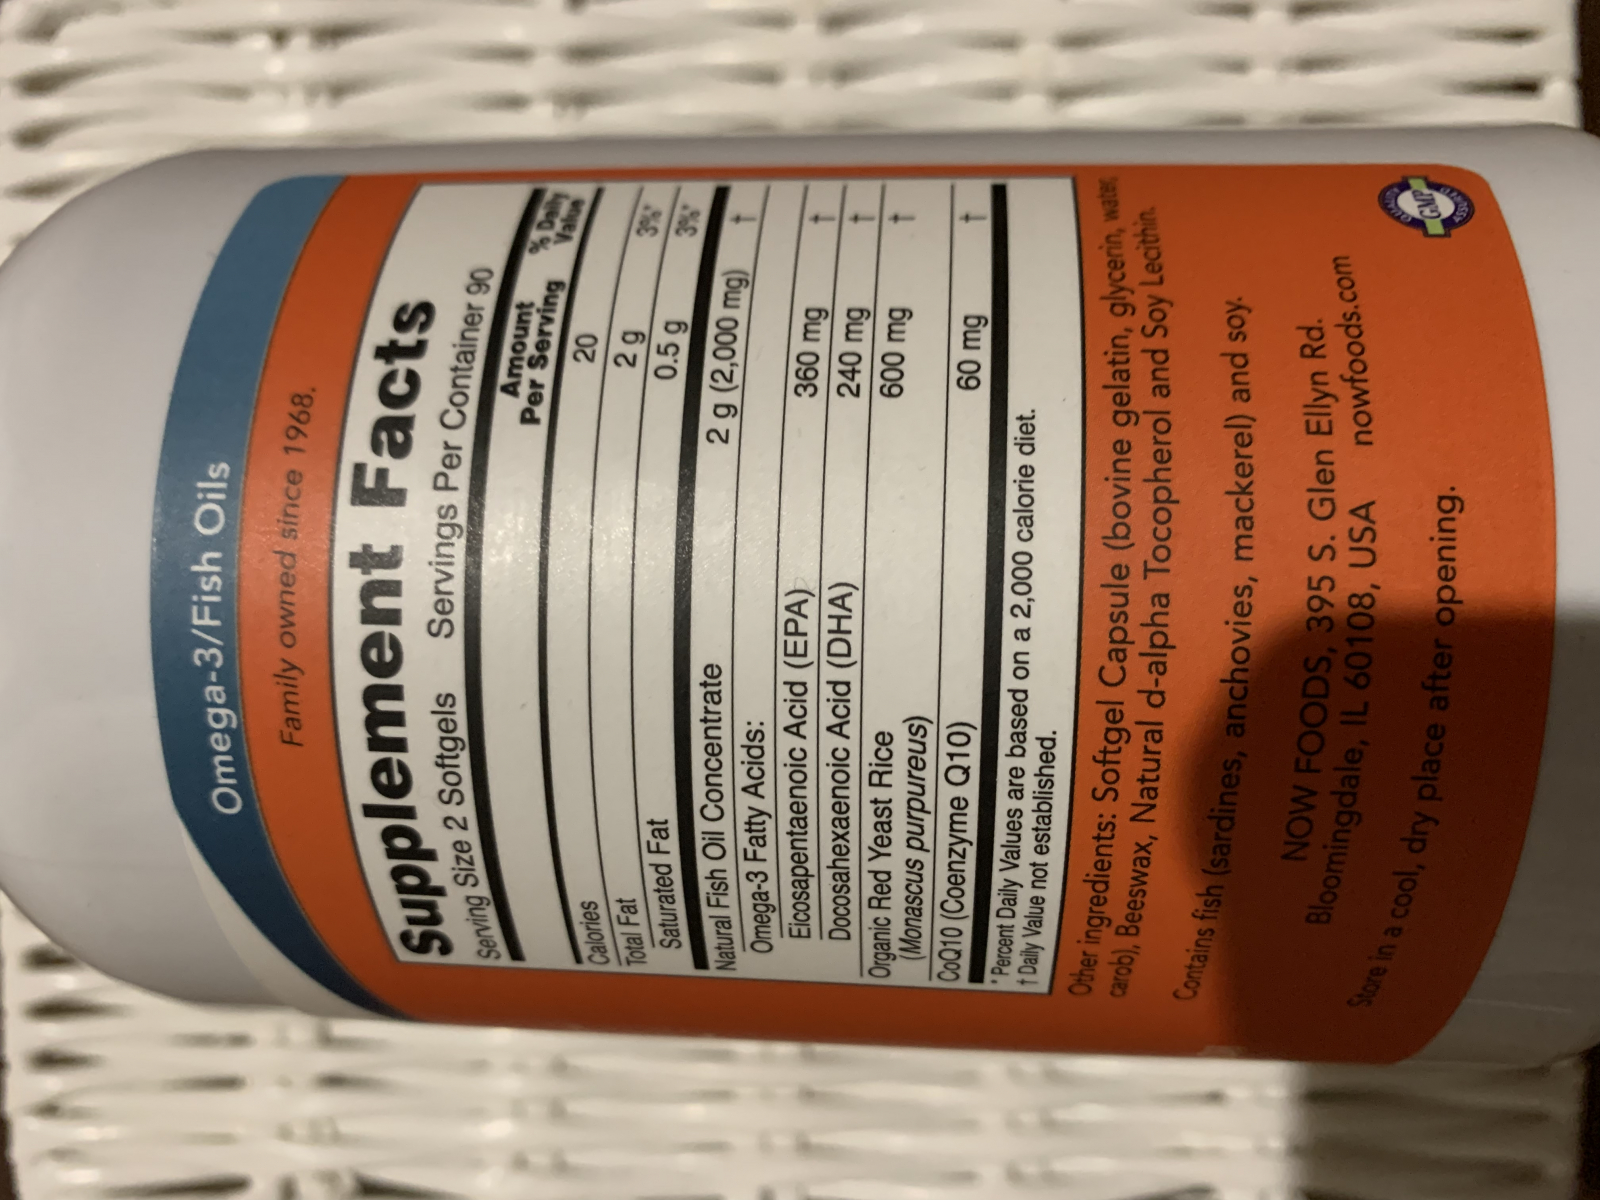 Omega-3/Fish Oils
Family owned since 1968.
Supplement Facts
Serving Size 2 Softgels Servings Per Container 90
Amount Per Serving % Daily Value
Calories 20
Total Fat 2 g 3%*
Saturated Fat 0.5 g 3%*
Natural Fish Oil Concentrate 2 g (2,000 mg) †
Omega-3 Fatty Acids:
Eicosapentaenoic Acid (EPA) 360 mg †
Docosahexaenoic Acid (DHA) 240 mg †
Organic Red Yeast Rice 600 mg †
(Monascus purpureus)
CoQ10 (Coenzyme Q10) 60 mg †
* Percent Daily Values are based on a 2,000 calorie diet.
† Daily Value not established.
Other ingredients: Softgel Capsule (bovine gelatin, glycerin, water,
carob), Beeswax, Natural d-alpha Tocopherol and Soy Lecithin.
Contains fish (sardines, anchovies, mackerel) and soy.
NOW FOODS, 395 S. Glen Ellyn Rd.
Bloomingdale, IL 60108, USA nowfoods.com
Store in a cool, dry place after opening.
QUALITY
GMP